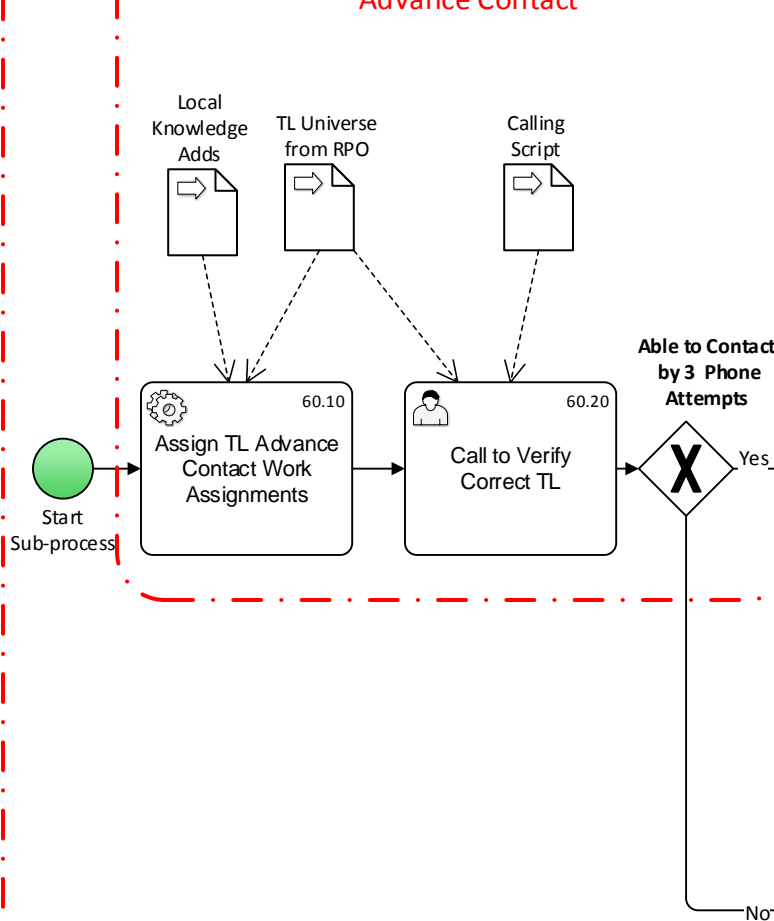 Advance Contact
Local
Knowledge
Adds
TL Universe
from RPO
Calling
Script
Able to Contact
by 3 Phone
Attempts
60.10
Assign TL Advance
Contact Work
Assignments
60.20
Call to Verify
Correct TL
X
Yes
Start
Sub-process
No